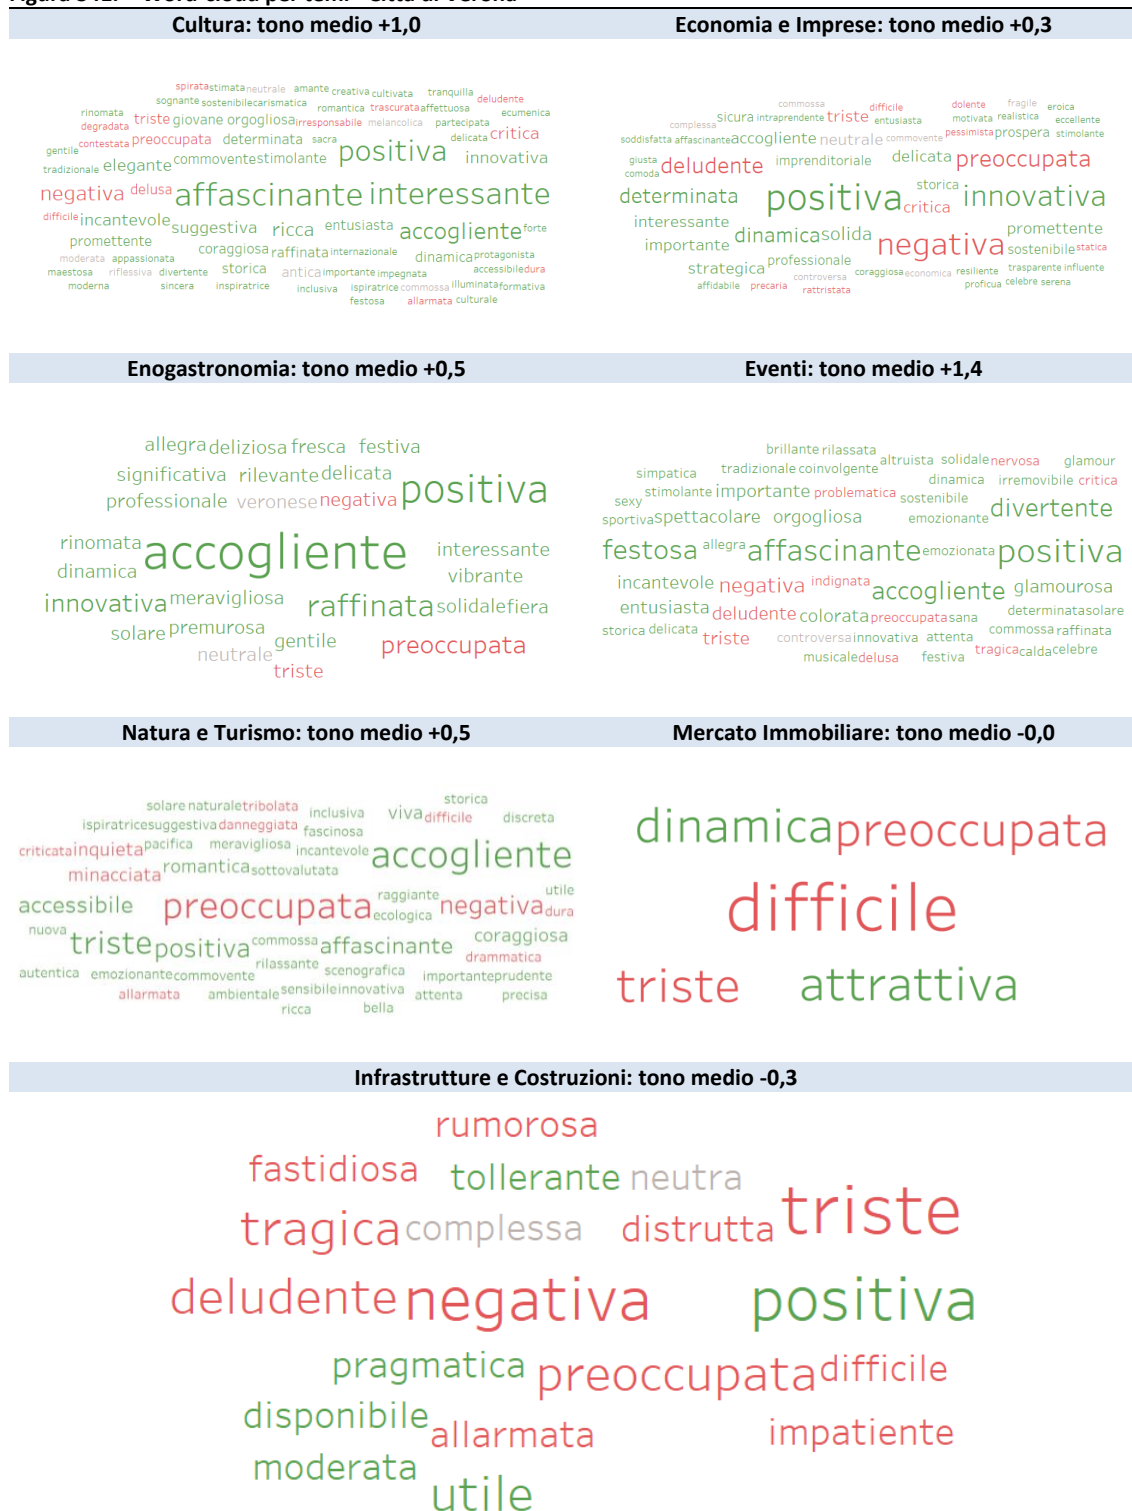 Cultura: tono medio +1,0
Economia e Imprese: tono medio +0,3
spirata stimata neutrale amante creativa cultivata tranquilla deludente
sognante sostenibile carismatica romantica trascurata affettuosa ecumenica
rinomata degradata triste giovane orgogliosa irresponsabile melancolica partecipata
gentile contestata preoccupata determinata sacra positiva delicata critica
tradizionale elegante commovente stimolante innovativa
negativa delusa affascinante interessante
difficile incantevole suggestiva ricca entusiasta accogliente forte
promettente coraggiosa raffinata internazionale dinamica protagonista
moderata appassionata
maestosa riflessiva divertente storica antica importante impegnata accessibile dura
moderna sincera inspiratrice inclusiva ispiratrice commossa illuminata formativa
festosa allarmata culturale
commossa difficile dolente fragile eroica
complessa sicura intraprendente triste entusiasta motivata realistica eccellente
soddisfatta affascinante accogliente neutrale commovente pessimista prospera stimolante
giusta comoda deludente imprenditoriale delicata preoccupata
determinata positiva storica critica innovativa
interessante promettente
importante dinamica solida negativa sostenibile statica
strategica professionale
controversa coraggiosa economica resiliente trasparente influente
affidabile precaria rattristata proficua celebre serena
Enogastronomia: tono medio +0,5
Eventi: tono medio +1,4
allegra deliziosa fresca festiva
significativa rilevante delicata
professionale veronese negativa positiva
rinomata accogliente interessante
dinamica vibrante
innovativa meravigliosa raffinata solidale fiera
solare premurosa gentile preoccupata
neutrale
triste
brillante rilassata altruista solidale nervosa glamour
simpatica tradizionale coinvolgente dinamica irremovibile critica
sexy stimolante importante problematica sostenibile divertente
sportiva spettacolare orgogliosa emozionante
festosa allegra affascinante emozionata positiva
incantevole negativa indignata accogliente glamourosa
entusiasta deludente colorata preoccupata sana determinata solare
storica delicata triste controversa innovativa attenta commossa raffinata
musicale delusa festiva tragica calda celebre
Natura e Turismo: tono medio +0,5
Mercato Immobiliare: tono medio -0,0
solare naturale tribolata inclusiva viva storica
ispiratrice suggestiva danneggiata fascinosa difficile discreta
criticata inquieta pacifica meravigliosa incantevole accogliente
minacciata romantica sottovalutata
accessibile preoccupata raggiante ecologica negativa utile dura
nuova triste positiva commossa affascinante coraggiosa
rilassante drammatica
autentica emozionante commovente scenografica importante prudente
allarmata ambientale sensibile innovativa attenta precisa
ricca bella
dinamica preoccupata
difficile
triste attrattiva
Infrastrutture e Costruzioni: tono medio -0,3
rumorosa
fastidiosa tollerante neutra
tragica complessa distrutta triste
deludente negativa positiva
pragmatica preoccupata difficile
disponibile allarmata impatiente
moderata utile